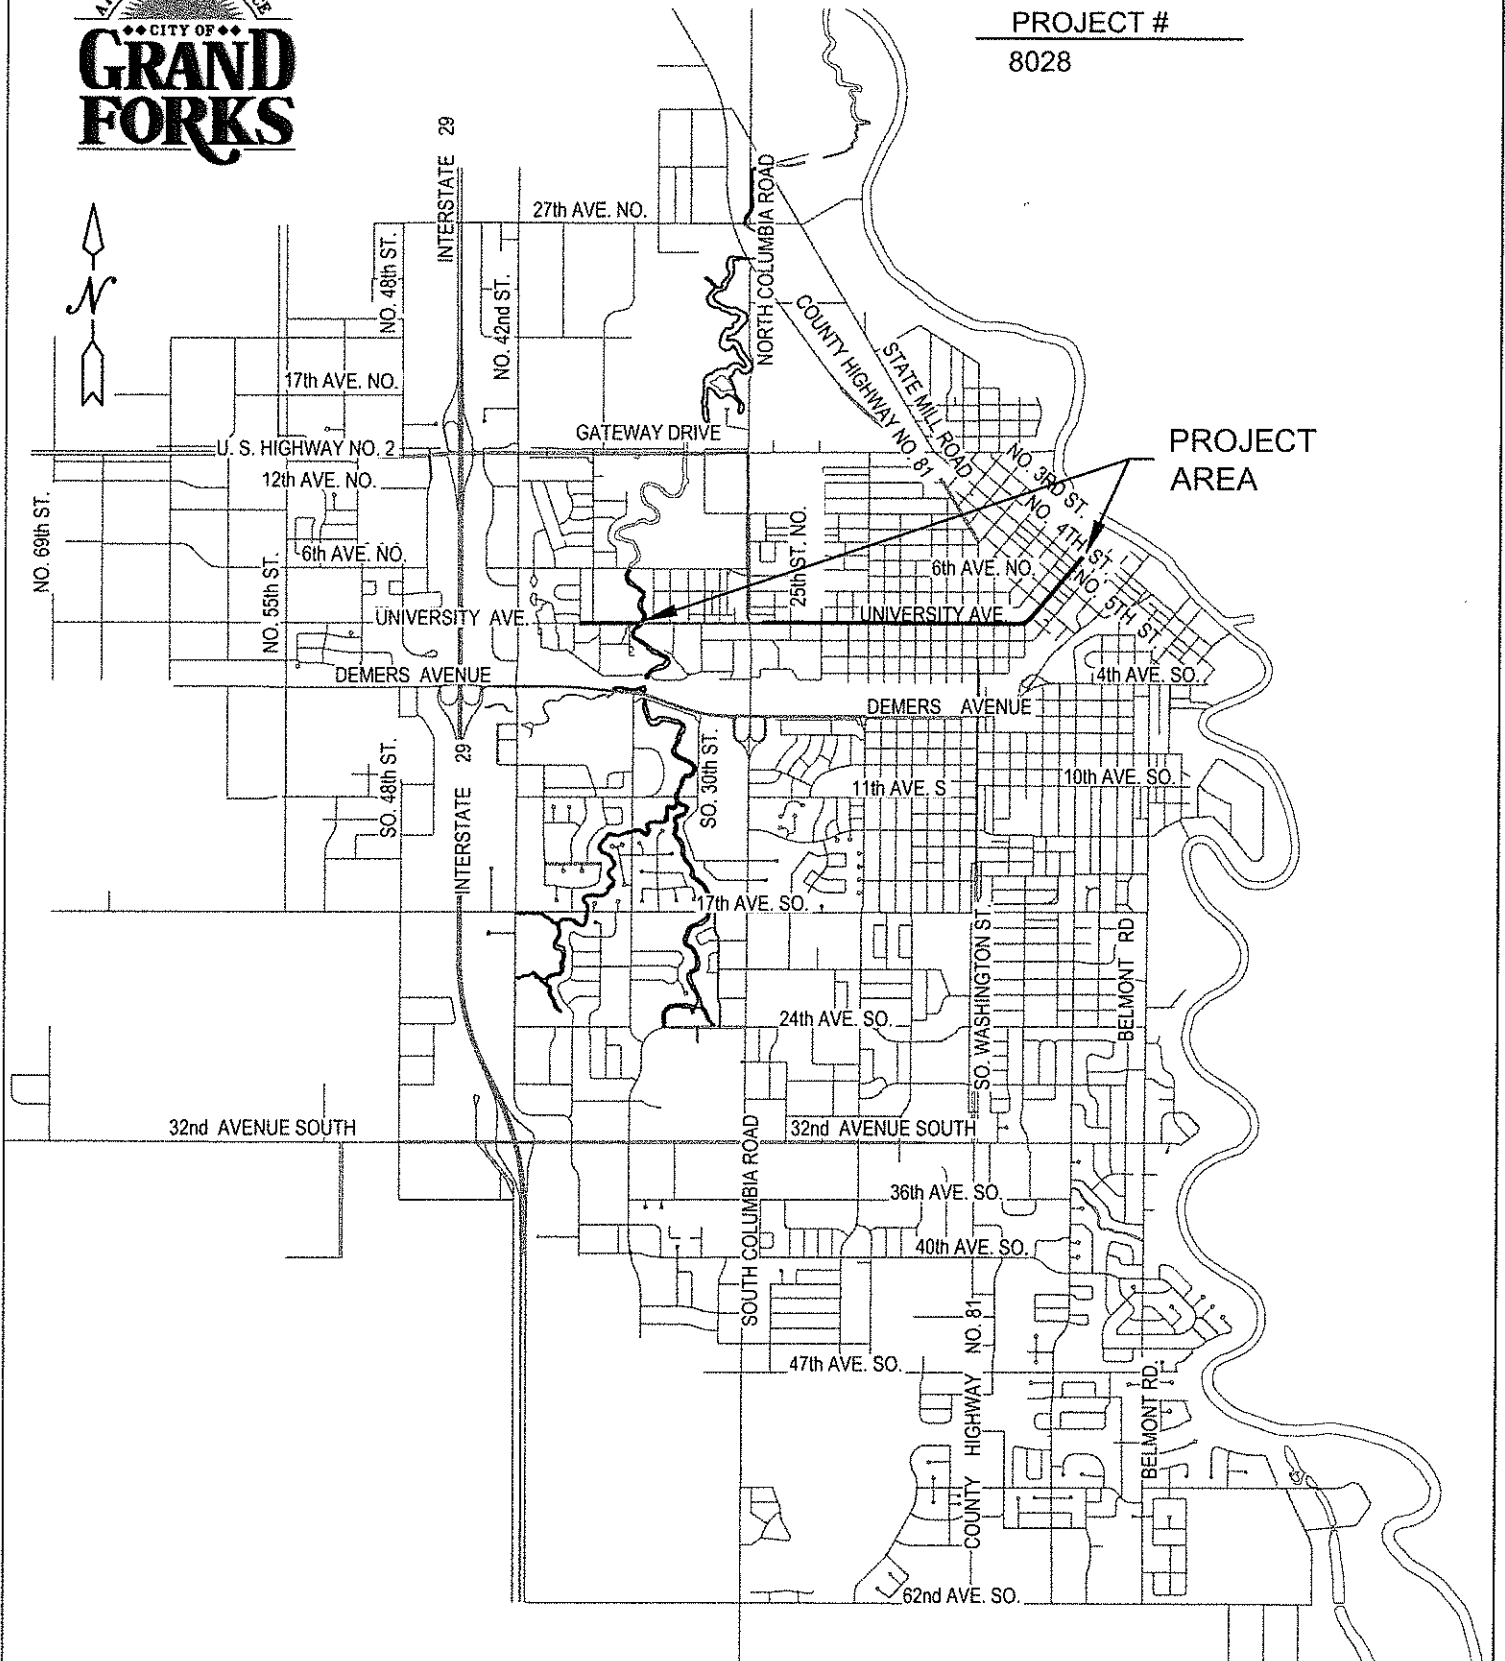 CITY OF
GRAND
FORKS
PROJECT #
8028
N
INTERSTATE 29
27th AVE. NO.
NORTH COLUMBIA ROAD
NO. 48th ST.
NO. 42nd ST.
COUNTY HIGHWAY NO. 81
STATE MILL ROAD
17th AVE. NO.
GATEWAY DRIVE
U. S. HIGHWAY NO. 2
12th AVE. NO.
NO. 3RD ST.
PROJECT
AREA
NO. 69th ST.
NO. 4TH ST.
25th ST. NO.
6th AVE. NO.
6th AVE. NO.
NO. 55th ST.
NO. 5TH ST.
UNIVERSITY AVE.
UNIVERSITY AVE.
DEMERS AVENUE
4th AVE. SO.
DEMERS AVENUE
SO. 48th ST.
INTERSTATE 29
SO. 30th ST.
11th AVE. S
10th AVE. SO.
17th AVE. SO.
SO. WASHINGTON ST.
BELMONT RD
24th AVE. SO.
32nd AVENUE SOUTH
32nd AVENUE SOUTH
SOUTH COLUMBIA ROAD
36th AVE. SO.
40th AVE. SO.
COUNTY HIGHWAY NO. 81
47th AVE. SO.
BELMONT RD.
62nd AVE. SO.